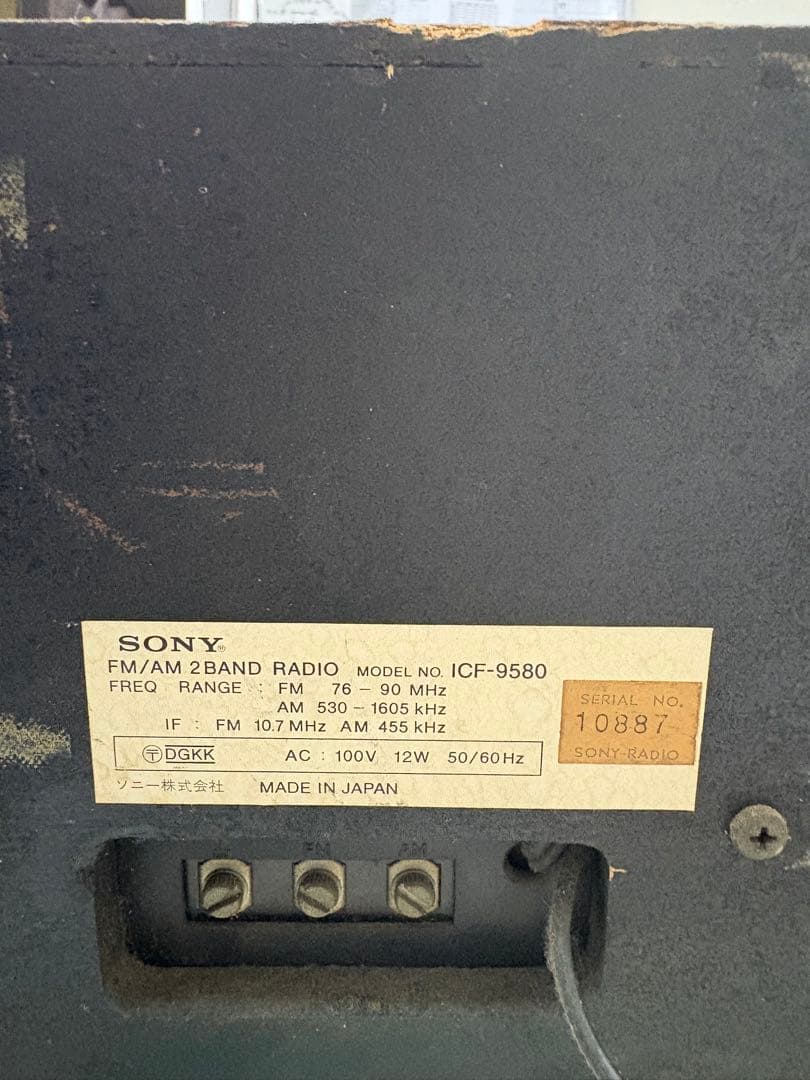 SONY®
FM/AM 2BAND RADIO MODEL NO. ICF-9580
FREQ RANGE : FM 76 – 90 MHz
AM 530 – 1605 kHz
IF : FM 10.7 MHz AM 455 kHz
〒 DGKK AC : 100V 12W 50/60Hz
ソニー株式会社 MADE IN JAPAN
SERIAL NO.
10887
SONY-RADIO
FM AM